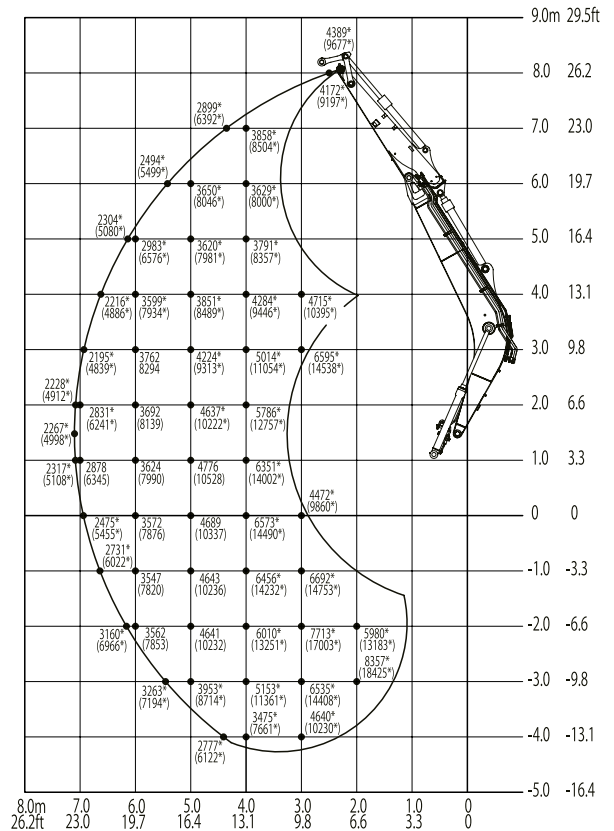 9.0m 29.5ft
4389*
(9677*)
8.0 26.2
4172*
(9197*)
2899*
(6392*)
7.0 23.0
3858*
(8504*)
2494*
(5499*)
6.0 19.7
3650* 3629*
(8046*) (8000*)
2304*
(5080*)
5.0 16.4
2983* 3620* 3791*
(6576*) (7981*) (8357*)
4.0 13.1
2216* 3599* 3851* 4284* 4715*
(4886*) (7934*) (8489*) (9446*) (10395*)
3.0 9.8
2195* 3762 4224* 5014* 6595*
(4839*) 8294 (9313*) (11054*) (14538*)
2228*
(4912*)
2.0 6.6
2831* 3692 4637* 5786*
(6241*) (8139) (10222*) (12757*)
2267*
(4998*)
1.0 3.3
2317* 2878 3624 4776 6351*
(5108*) (6345) (7990) (10528) (14002*)
4472*
(9860*)
0 0
2475* 3572 4689 6573*
(5455*) (7876) (10337) (14490*)
2731*
(6022*)
-1.0 -3.3
3547 4643 6456* 6692*
(7820) (10236) (14232*) (14753*)
-2.0 -6.6
3160* 3562 4641 6010* 7713* 5980*
(6966*) (7853) (10232) (13251*) (17003*) (13183*)
8357*
(18425*)
-3.0 -9.8
3263* 3953* 5153* 6535*
(7194*) (8714*) (11361*) (14408*)
3475* 4640*
(7661*) (10230*)
-4.0 -13.1
2777*
(6122*)
-5.0 -16.4
8.0m 7.0 6.0 5.0 4.0 3.0 2.0 1.0 0
26.2ft 23.0 19.7 16.4 13.1 9.8 6.6 3.3 0